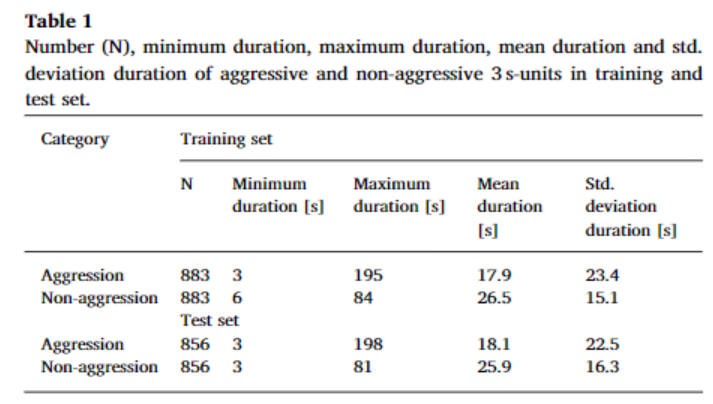 Table 1
Number (N), minimum duration, maximum duration, mean duration and std.
deviation duration of aggressive and non-aggressive 3 s-units in training and
test set.
Category Training set
N Minimum duration [s] Maximum duration [s] Mean duration [s] Std. deviation duration [s]
Aggression 883 3 195 17.9 23.4
Non-aggression 883 6 84 26.5 15.1
Test set
Aggression 856 3 198 18.1 22.5
Non-aggression 856 3 81 25.9 16.3